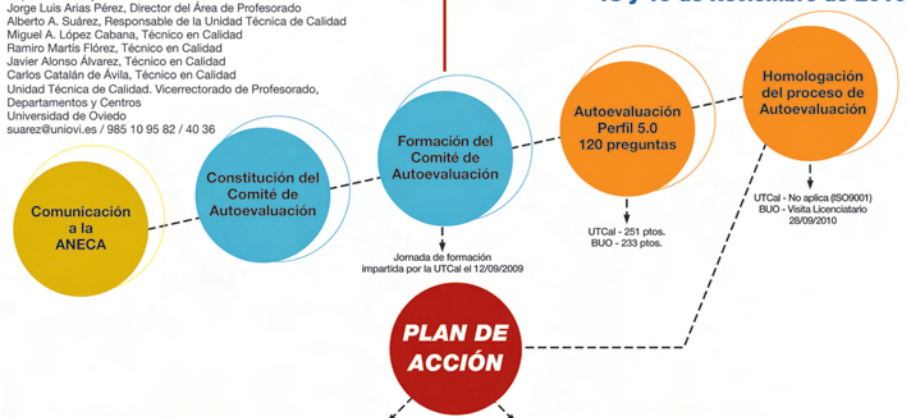 Jorge Luis Arias Pérez, Director del Área de Profesorado
Alberto A. Suárez, Responsable de la Unidad Técnica de Calidad
Miguel A. López Cabana, Técnico en Calidad
Ramiro Martís Flórez, Técnico en Calidad
Javier Alonso Álvarez, Técnico en Calidad
Carlos Catalán de Ávila, Técnico en Calidad
Unidad Técnica de Calidad. Vicerrectorado de Profesorado,
Departamentos y Centros
Universidad de Oviedo
suarez@uniovi.es / 985 10 95 82 / 40 36
Comunicación
a la
ANECA
Constitución del
Comité de
Autoevaluación
Formación del
Comité de
Autoevaluación
Jornada de formación
impartida por la UTCal el 12/09/2009
Autoevaluación
Perfil 5.0
120 preguntas
UTCal - 251 ptos.
BUO - 233 ptos.
Homologación
del proceso de
Autoevaluación
UTCal - No aplica (ISO9001)
BUO - Visita Licenciatario
28/09/2010
PLAN DE
ACCIÓN